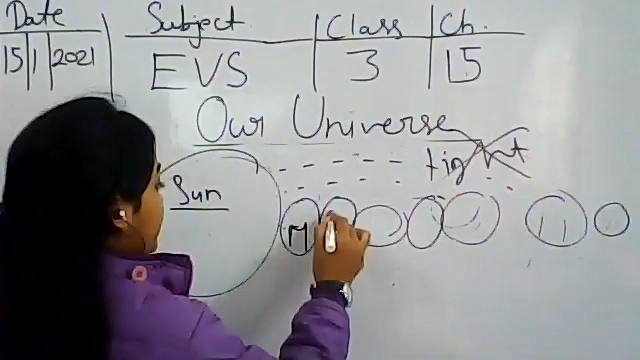 Date Subject Class Ch.
15 1 2021 EVS 3 15
Our Universe
Sun
M